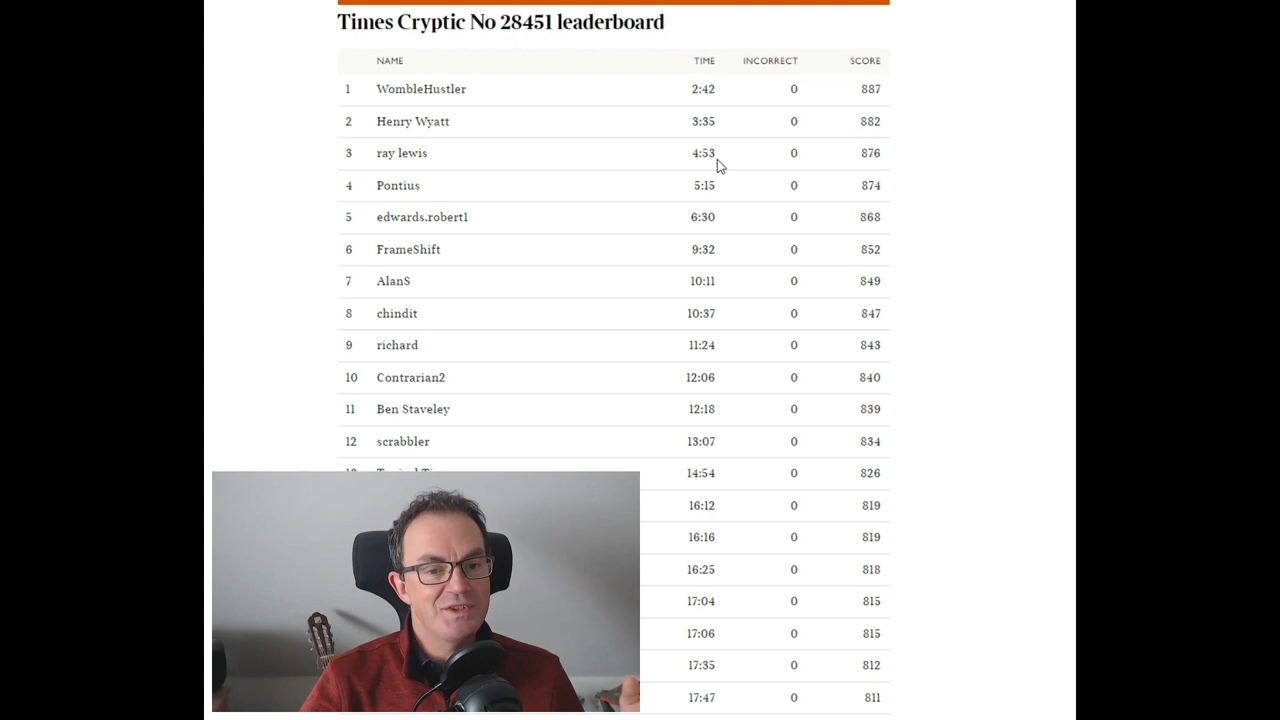 Times Cryptic No 28451 leaderboard
NAME TIME INCORRECT SCORE
1 WombleHustler 2:42 0 887
2 Henry Wyatt 3:35 0 882
3 ray lewis 4:53 0 876
4 Pontius 5:15 0 874
5 edwards.robert1 6:30 0 868
6 FrameShift 9:32 0 852
7 AlanS 10:11 0 849
8 chindit 10:37 0 847
9 richard 11:24 0 843
10 Contrarian2 12:06 0 840
11 Ben Staveley 12:18 0 839
12 scrabbler 13:07 0 834
14:54 0 826
16:12 0 819
16:16 0 819
16:25 0 818
17:04 0 815
17:06 0 815
17:35 0 812
17:47 0 811